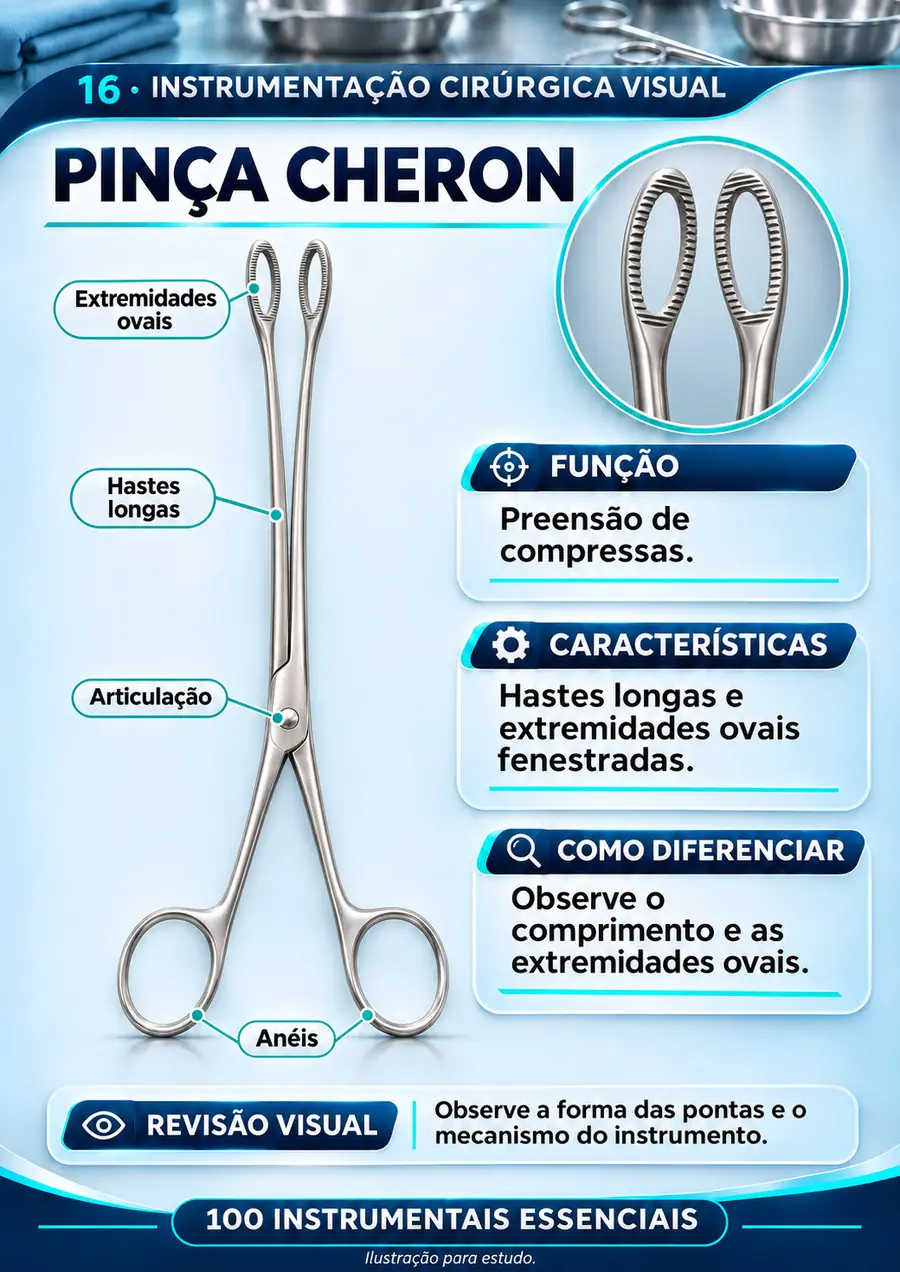 16 · INSTRUMENTAÇÃO CIRÚRGICA VISUAL
PINÇA CHERON
Extremidades
ovais
Hastes
longas
Articulação
Anéis
FUNÇÃO
Preensão de
compressas.
CARACTERÍSTICAS
Hastes longas e
extremidades ovais
fenestradas.
COMO DIFERENCIAR
Observe o
comprimento e as
extremidades ovais.
REVISÃO VISUAL
Observe a forma das pontas e o
mecanismo do instrumento.
100 INSTRUMENTAIS ESSENCIAIS
Ilustração para estudo.